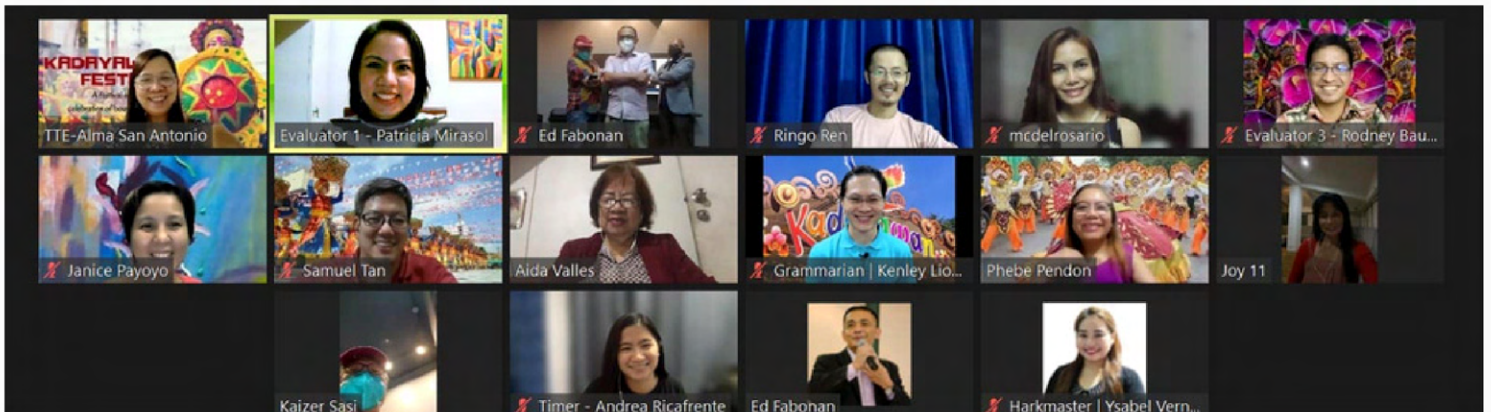 KADAYAW
FEST
TTE-Alma San Antonio
Evaluator 1 - Patricia Mirasol
Ed Fabonan
Ringo Ren
mcdelrosario
Evaluator 3 - Rodney Bau...
Janice Payoyo
Samuel Tan
Aida Valles
Grammarian | Kenley Lio...
Phebe Pendon
Joy 11
Kaizer Sasi
Timer - Andrea Ricafrente
Ed Fabonan
Harkmaster | Ysabel Vern...